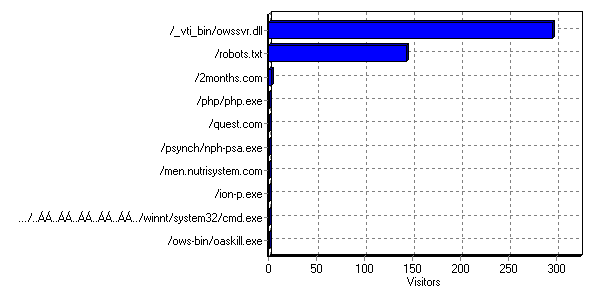 /_vti_bin/owssvr.dll
/robots.txt
/2months.com
/php/php.exe
/quest.com
/psynch/nph-psa.exe
/men.nutrisystem.com
/ion-p.exe
.../..ÁÁ..ÁÁ..ÁÁ..ÁÁ..ÁÁ../winnt/system32/cmd.exe
/ows-bin/oaskill.exe
0 50 100 150 200 250 300
Visitors